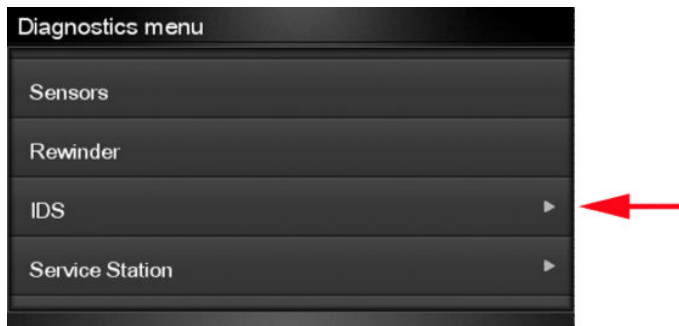 Diagnostics menu
Sensors
Rewinder
IDS
Service Station